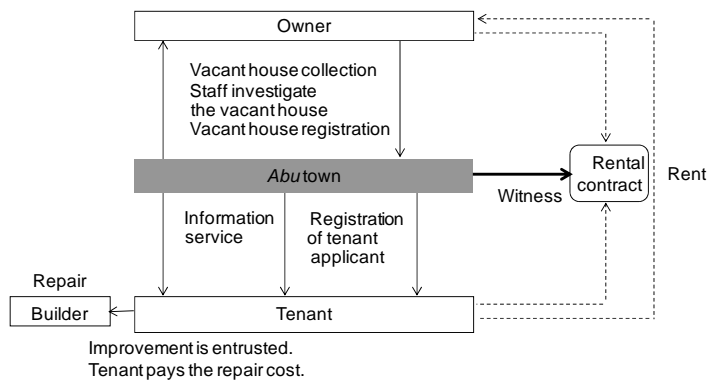 Owner
Vacant house collection
Staff investigate
the vacant house
Vacant house registration
Abu town
Witness
Rental
contract
Rent
Information
service
Registration
of tenant
applicant
Repair
Builder
Tenant
Improvement is entrusted.
Tenant pays the repair cost.